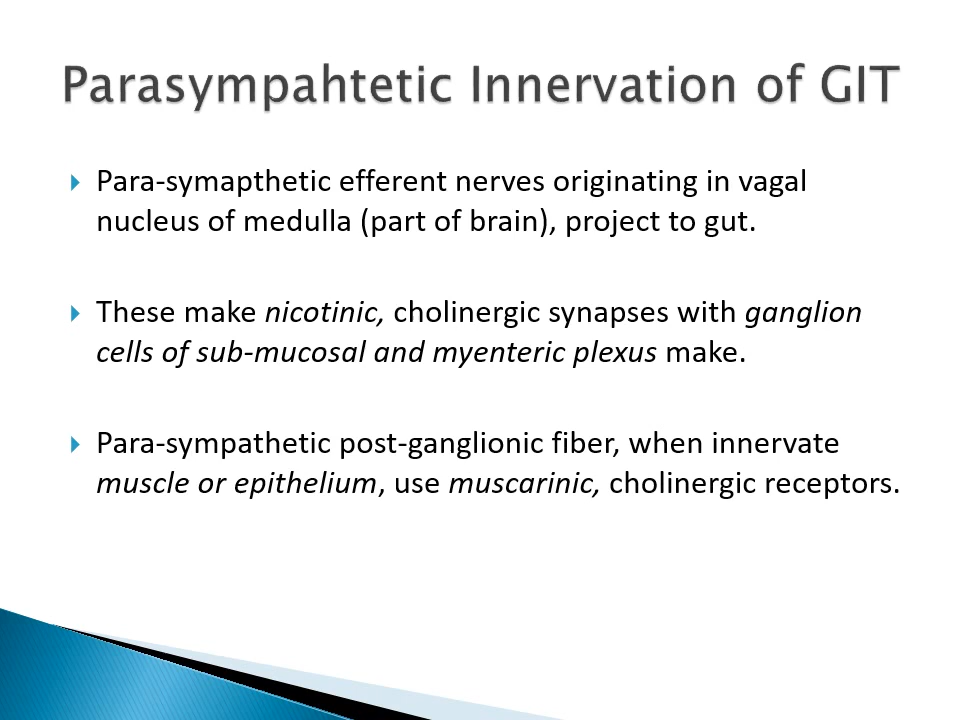 Parasympahtetic Innervation of GIT
Para-symapthetic efferent nerves originating in vagal
nucleus of medulla (part of brain), project to gut.
These make nicotinic, cholinergic synapses with ganglion
cells of sub-mucosal and myenteric plexus make.
Para-sympathetic post-ganglionic fiber, when innervate
muscle or epithelium, use muscarinic, cholinergic receptors.